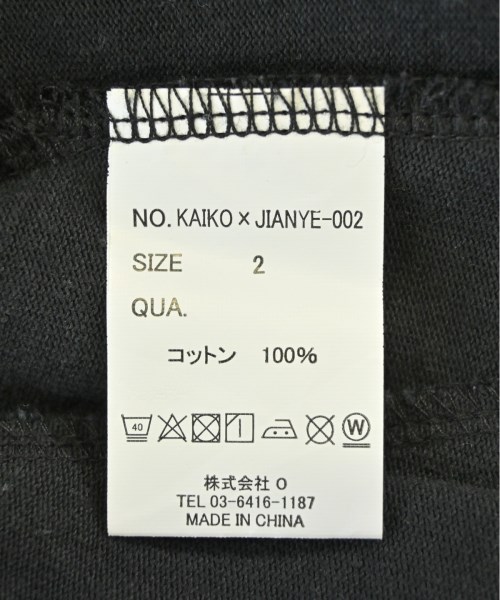 NO. KAIKO×JIANYE-002
SIZE 2
QUA.
コットン 100%
40 W
株式会社 O
TEL 03-6416-1187
MADE IN CHINA